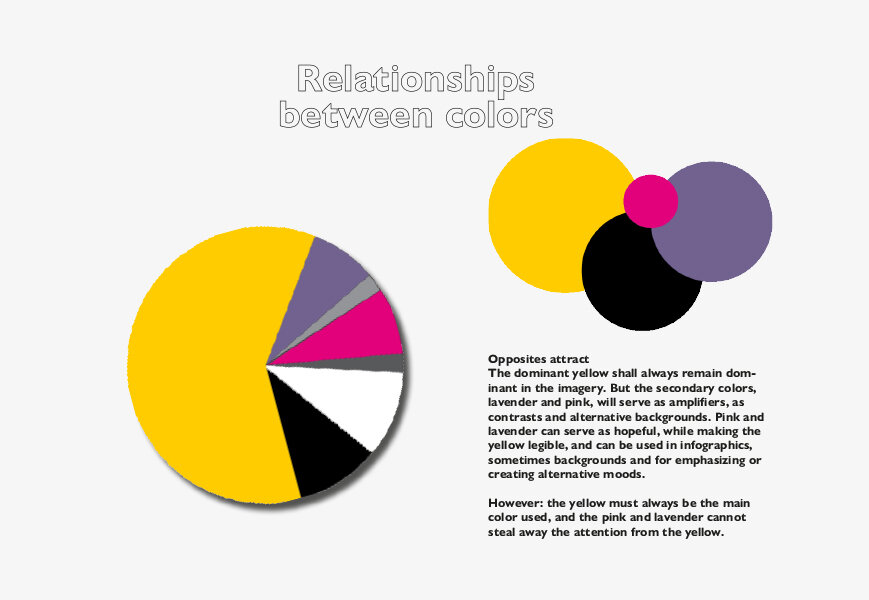 Relationships
between colors
Opposites attract
The dominant yellow shall always remain dom-
inant in the imagery. But the secondary colors,
lavender and pink, will serve as amplifiers, as
contrasts and alternative backgrounds. Pink and
lavender can serve as hopeful, while making the
yellow legible, and can be used in infographics,
sometimes backgrounds and for emphasizing or
creating alternative moods.
However: the yellow must always be the main
color used, and the pink and lavender cannot
steal away the attention from the yellow.